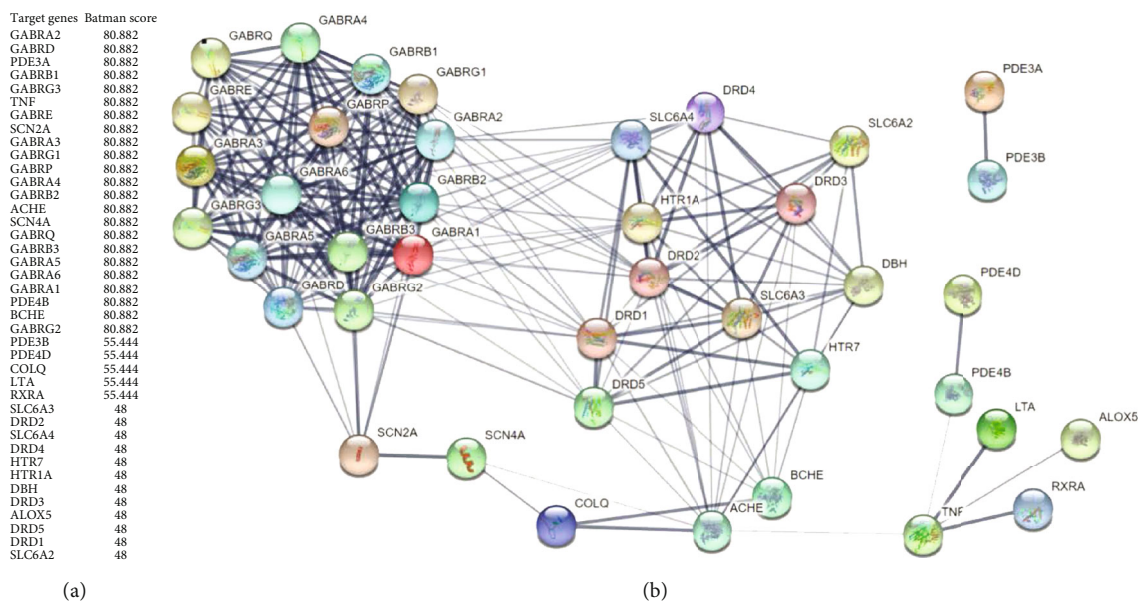 Target genes Batman score
GABRA2 80.882
GABRD 80.882
PDE3A 80.882
GABRB1 80.882
GABRG3 80.882
TNF 80.882
GABRE 80.882
SCN2A 80.882
GABRA3 80.882
GABRG1 80.882
GABRP 80.882
GABRA4 80.882
GABRB2 80.882
ACHE 80.882
SCN4A 80.882
GABRQ 80.882
GABRB3 80.882
GABRA5 80.882
GABRA6 80.882
GABRA1 80.882
PDE4B 80.882
BCHE 80.882
GABRG2 80.882
PDE3B 55.444
PDE4D 55.444
COLQ 55.444
LTA 55.444
RXRA 55.444
SLC6A3 48
DRD2 48
SLC6A4 48
DRD4 48
HTR7 48
HTR1A 48
DBH 48
DRD3 48
ALOX5 48
DRD5 48
DRD1 48
SLC6A2 48
(a)
GABRA4
GABRQ
GABRB1
GABRG1
GABRE
GABRP
GABRA2
GABRA3
GABRA6
GABRB2
GABRG3
GABRB3
GABRA1
GABRA5
GABRD
GABRG2
DRD4
SLC6A4
SLC6A2
DRD3
HTR1A
DRD2
DBH
SLC6A3
DRD1
HTR7
DRD5
PDE3A
PDE3B
PDE4D
PDE4B
LTA
ALOX5
RXRA
TNF
SCN2A
SCN4A
COLQ
ACHE
BCHE
(b)